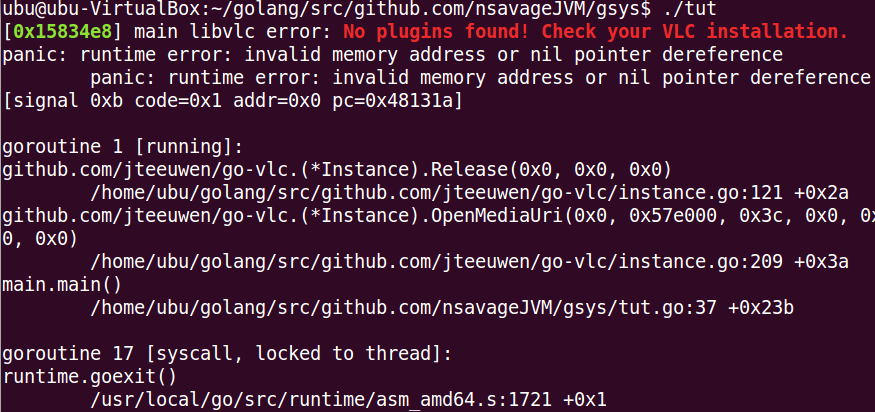 ubu@ubu-VirtualBox:~/golang/src/github.com/nsavageJVM/gsys$ ./tut
[0x15834e8] main libvlc error: No plugins found! Check your VLC installation.
panic: runtime error: invalid memory address or nil pointer dereference
        panic: runtime error: invalid memory address or nil pointer dereference
[signal 0xb code=0x1 addr=0x0 pc=0x48131a]

goroutine 1 [running]:
github.com/jteeuwen/go-vlc.(*Instance).Release(0x0, 0x0, 0x0)
        /home/ubu/golang/src/github.com/jteeuwen/go-vlc/instance.go:121 +0x2a
github.com/jteeuwen/go-vlc.(*Instance).OpenMediaUri(0x0, 0x57e000, 0x3c, 0x0, 0x
0, 0x0)
        /home/ubu/golang/src/github.com/jteeuwen/go-vlc/instance.go:209 +0x3a
main.main()
        /home/ubu/golang/src/github.com/nsavageJVM/gsys/tut.go:37 +0x23b

goroutine 17 [syscall, locked to thread]:
runtime.goexit()
        /usr/local/go/src/runtime/asm_amd64.s:1721 +0x1